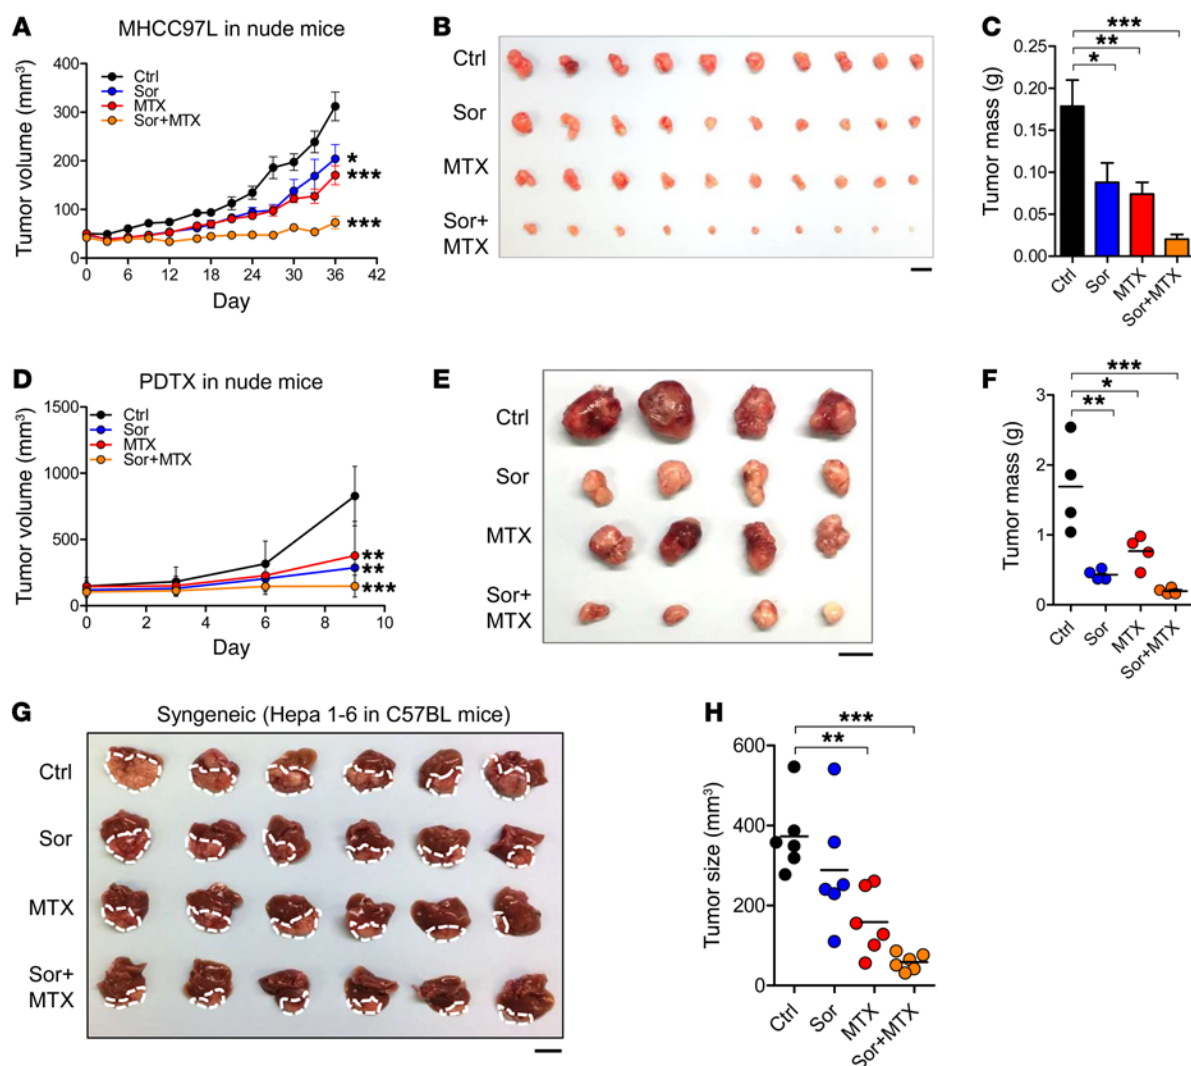 A
MHCC97L in nude mice
Tumor volume (mm³)
400
300
200
100
0
Ctrl
Sor
MTX
Sor+MTX
*
***
***
0 6 12 18 24 30 36 42
Day
B
Ctrl
Sor
MTX
Sor+
MTX
C
***
**
*
Tumor mass (g)
0.25
0.20
0.15
0.10
0.05
0.00
Ctrl
Sor
MTX
Sor+MTX
D
PDTX in nude mice
Tumor volume (mm³)
1500
1000
500
0
Ctrl
Sor
MTX
Sor+MTX
**
**
***
0 2 4 6 8 10
Day
E
Ctrl
Sor
MTX
Sor+
MTX
F
***
*
**
Tumor mass (g)
3
2
1
0
Ctrl
Sor
MTX
Sor+MTX
G
Syngeneic (Hepa 1-6 in C57BL mice)
Ctrl
Sor
MTX
Sor+
MTX
H
***
**
Tumor size (mm³)
600
400
200
0
Ctrl
Sor
MTX
Sor+MTX